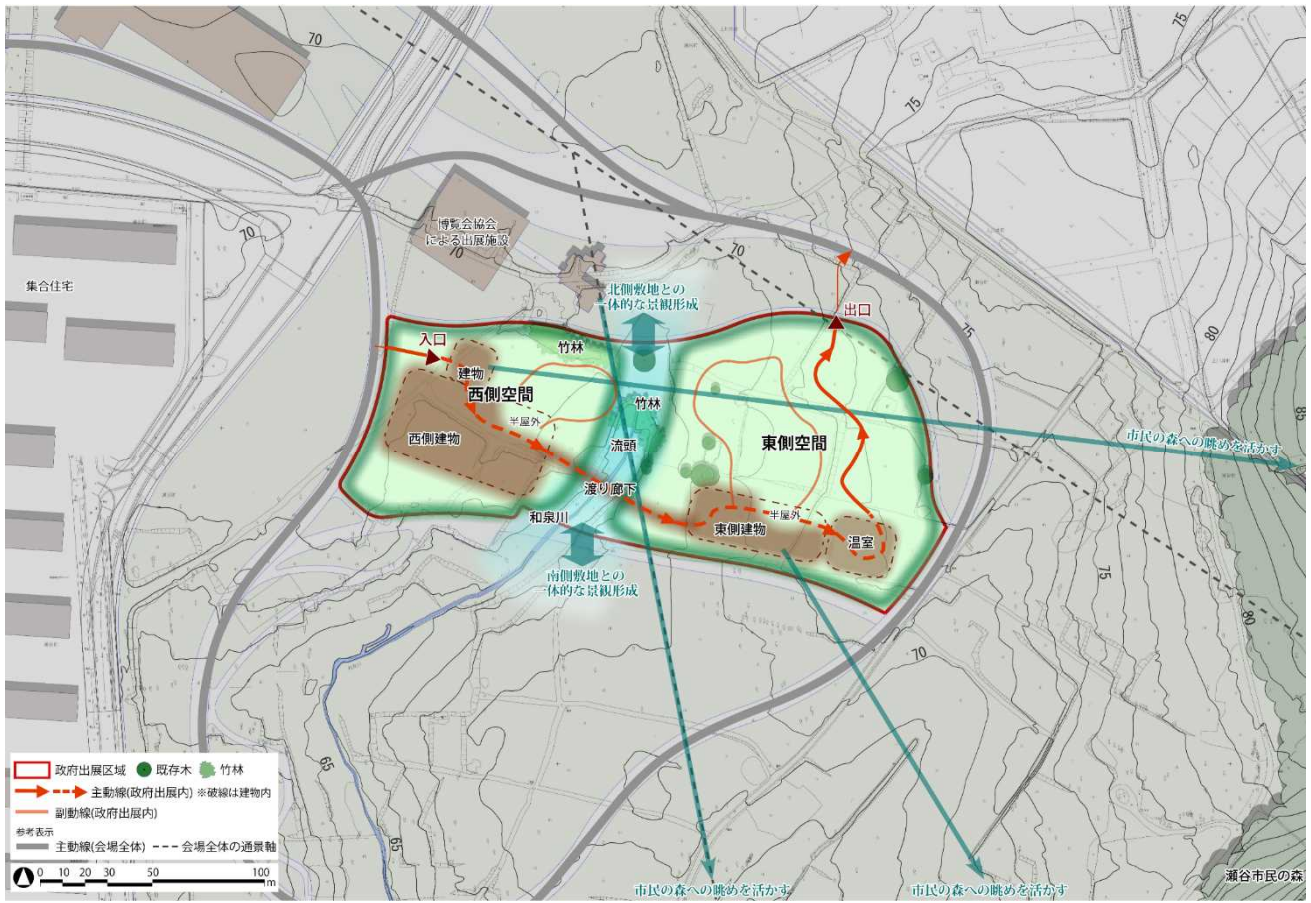 70
75
75
75
70
博覧会協会
による出展施設
70
70
集合住宅
北側敷地との
一体的な景観形成
出口
75
80
入口
竹林
建物
西側空間
竹林
半屋外
西側建物
流頭
東側空間
85
市民の森への眺めを活かす
渡り廊下
和泉川
東側建物
半屋外
温室
南側敷地との
一体的な景観形成
75
80
70
65
65
政府出展区域
既存木
竹林
主動線(政府出展内) ※破線は建物内
副動線(政府出展内)
参考表示
主動線(会場全体)
会場全体の通景軸
0 10 20 30 50 100
m
市民の森への眺めを活かす
市民の森への眺めを活かす
瀬谷市民の森